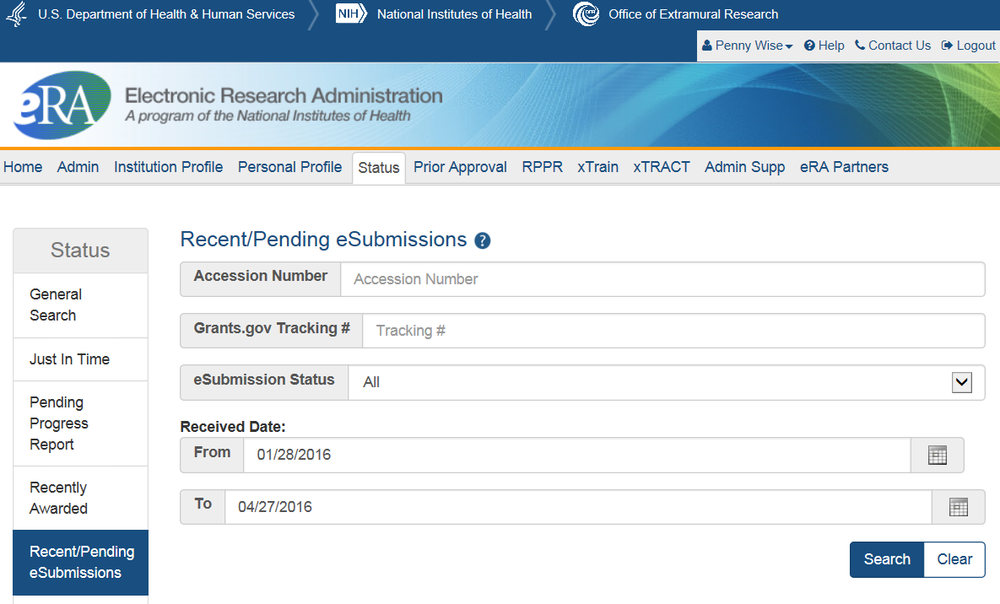 U.S. Department of Health & Human Services NIH National Institutes of Health Office of Extramural Research
Penny Wise Help Contact Us Logout
eRA Electronic Research Administration
A program of the National Institutes of Health
Home Admin Institution Profile Personal Profile Status Prior Approval RPPR xTrain xTRACT Admin Supp eRA Partners
Status
General
Search
Just In Time
Pending
Progress
Report
Recently
Awarded
Recent/Pending
eSubmissions
Recent/Pending eSubmissions ?
Accession Number Accession Number
Grants.gov Tracking # Tracking #
eSubmission Status All
Received Date:
From 01/28/2016
To 04/27/2016
Search Clear